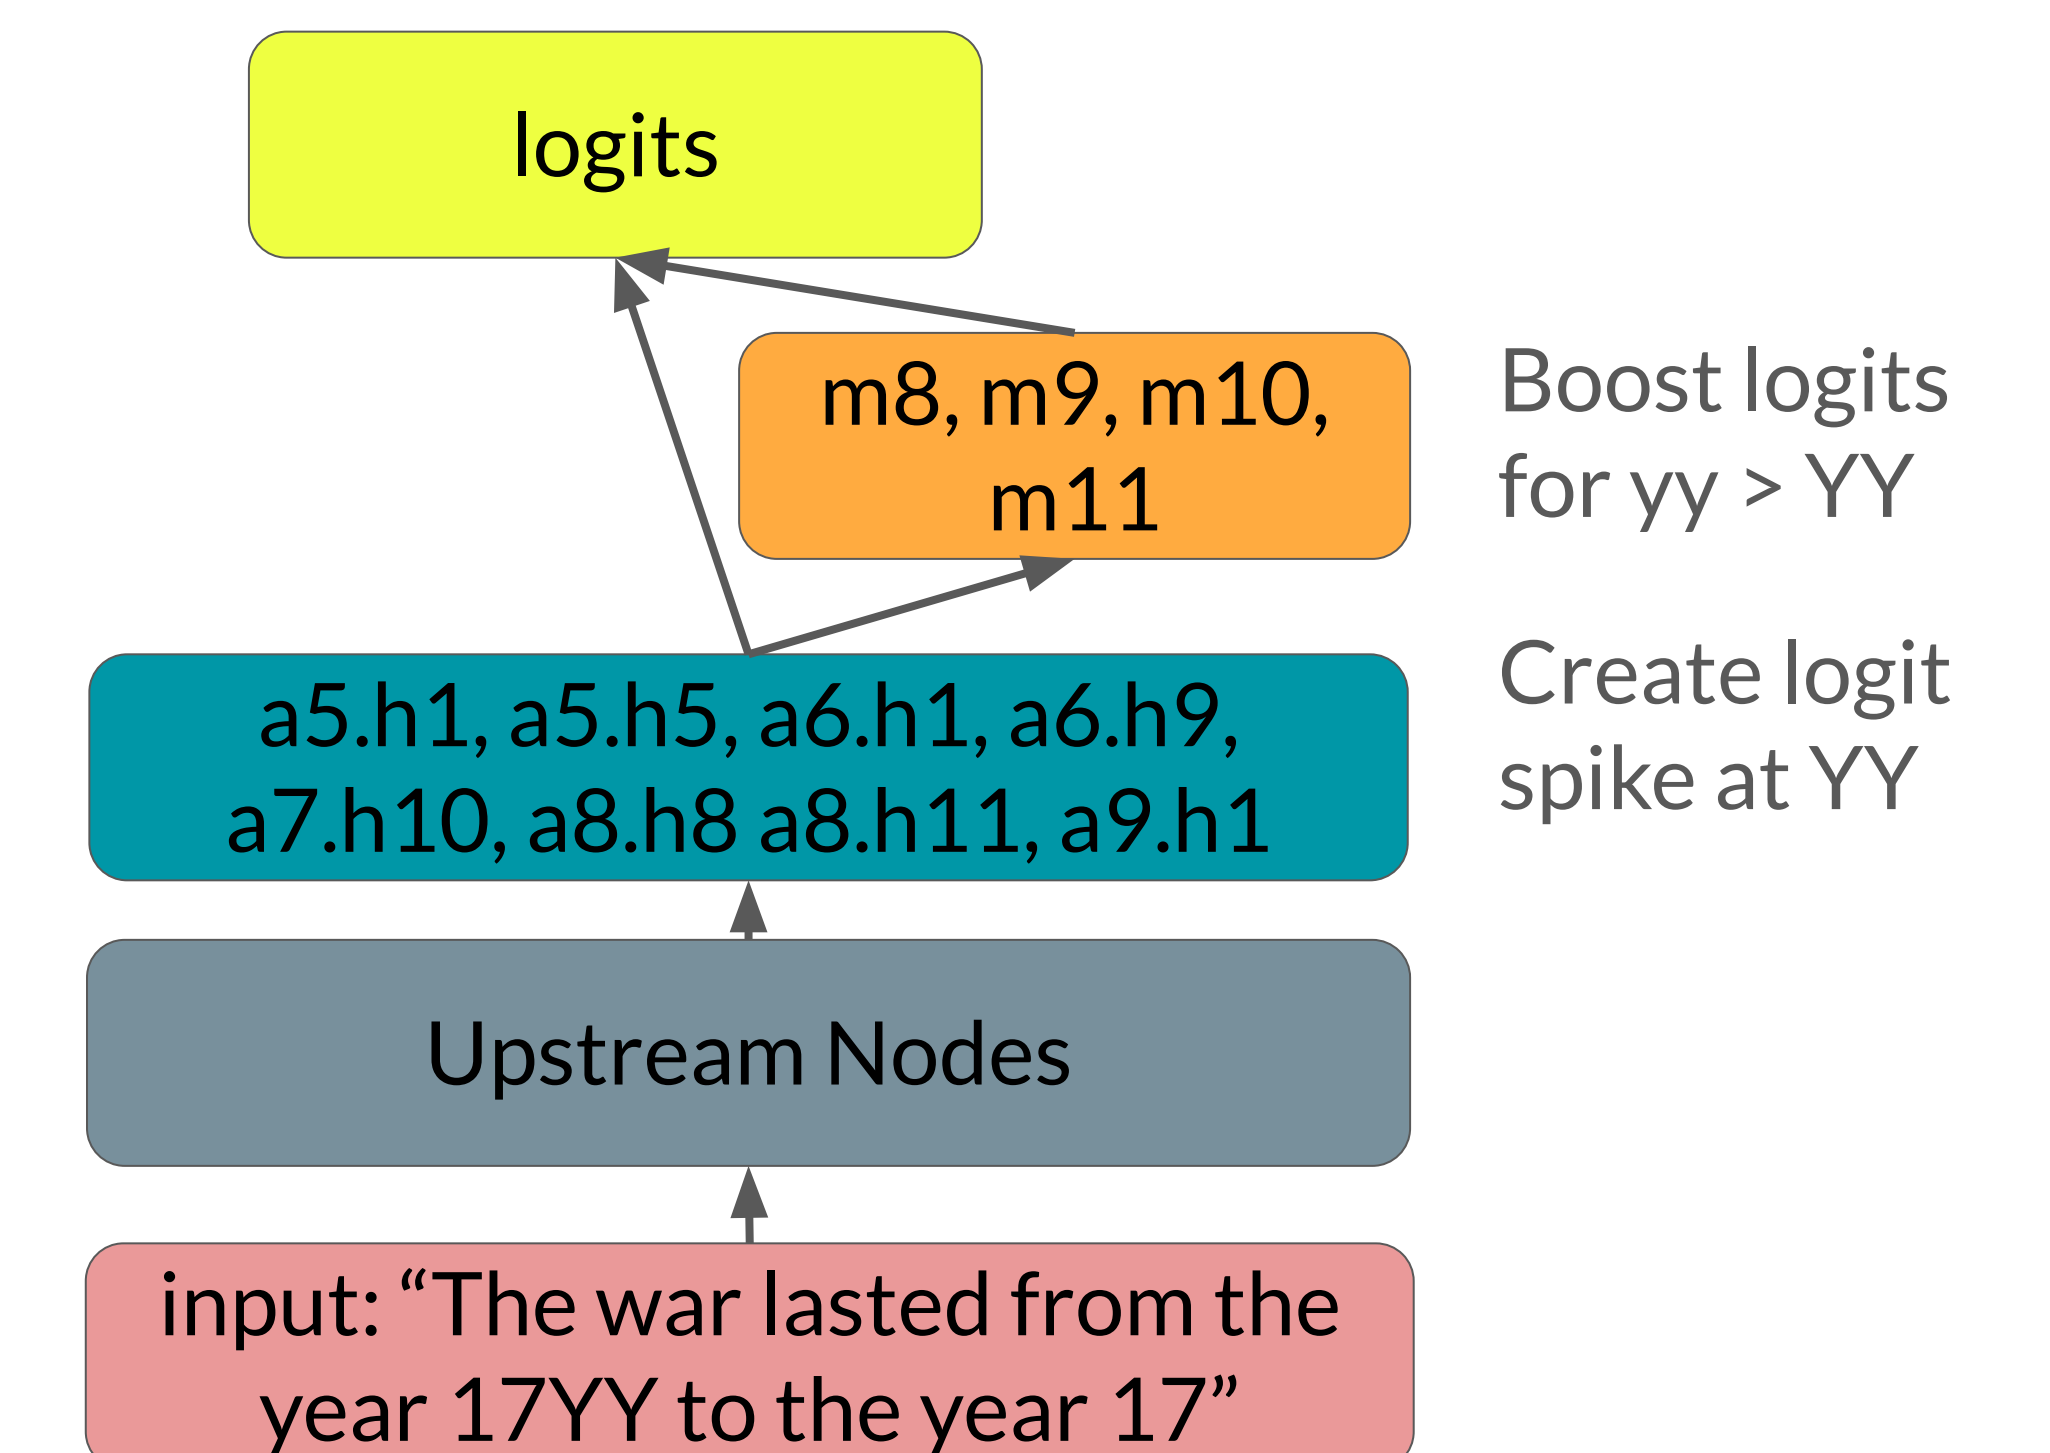 logits
m8, m9, m10,
m11
Boost logits
for yy > YY
a5.h1, a5.h5, a6.h1, a6.h9,
a7.h10, a8.h8 a8.h11, a9.h1
Create logit
spike at YY
Upstream Nodes
input: “The war lasted from the
year 17YY to the year 17”